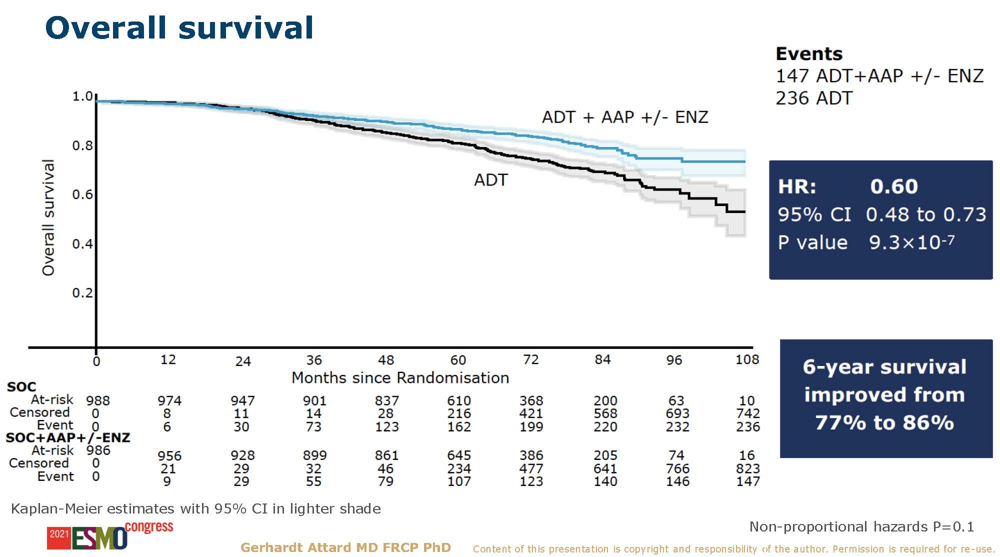 Overall survival
Events
147 ADT+AAP +/- ENZ
236 ADT
1.0
0.8
0.6
0.4
0.2
Overall survival
ADT + AAP +/- ENZ
ADT
HR: 0.60
95% CI 0.48 to 0.73
P value 9.3×10⁻⁷
0 12 24 36 48 60 72 84 96 108
Months since Randomisation
SOC
At-risk 988 974 947 901 837 610 368 200 63 10
Censored 0 8 11 14 28 216 421 568 693 742
Event 0 6 30 73 123 162 199 220 232 236
SOC+AAP+/-ENZ
At-risk 986 956 928 899 861 645 386 205 74 16
Censored 0 21 29 32 46 234 477 641 766 823
Event 0 9 29 55 79 107 123 140 146 147
6-year survival
improved from
77% to 86%
Kaplan-Meier estimates with 95% CI in lighter shade
Non-proportional hazards P=0.1
2021 ESMO congress
Gerhardt Attard MD FRCP PhD
Content of this presentation is copyright and responsibility of the author. Permission is required for re-use.